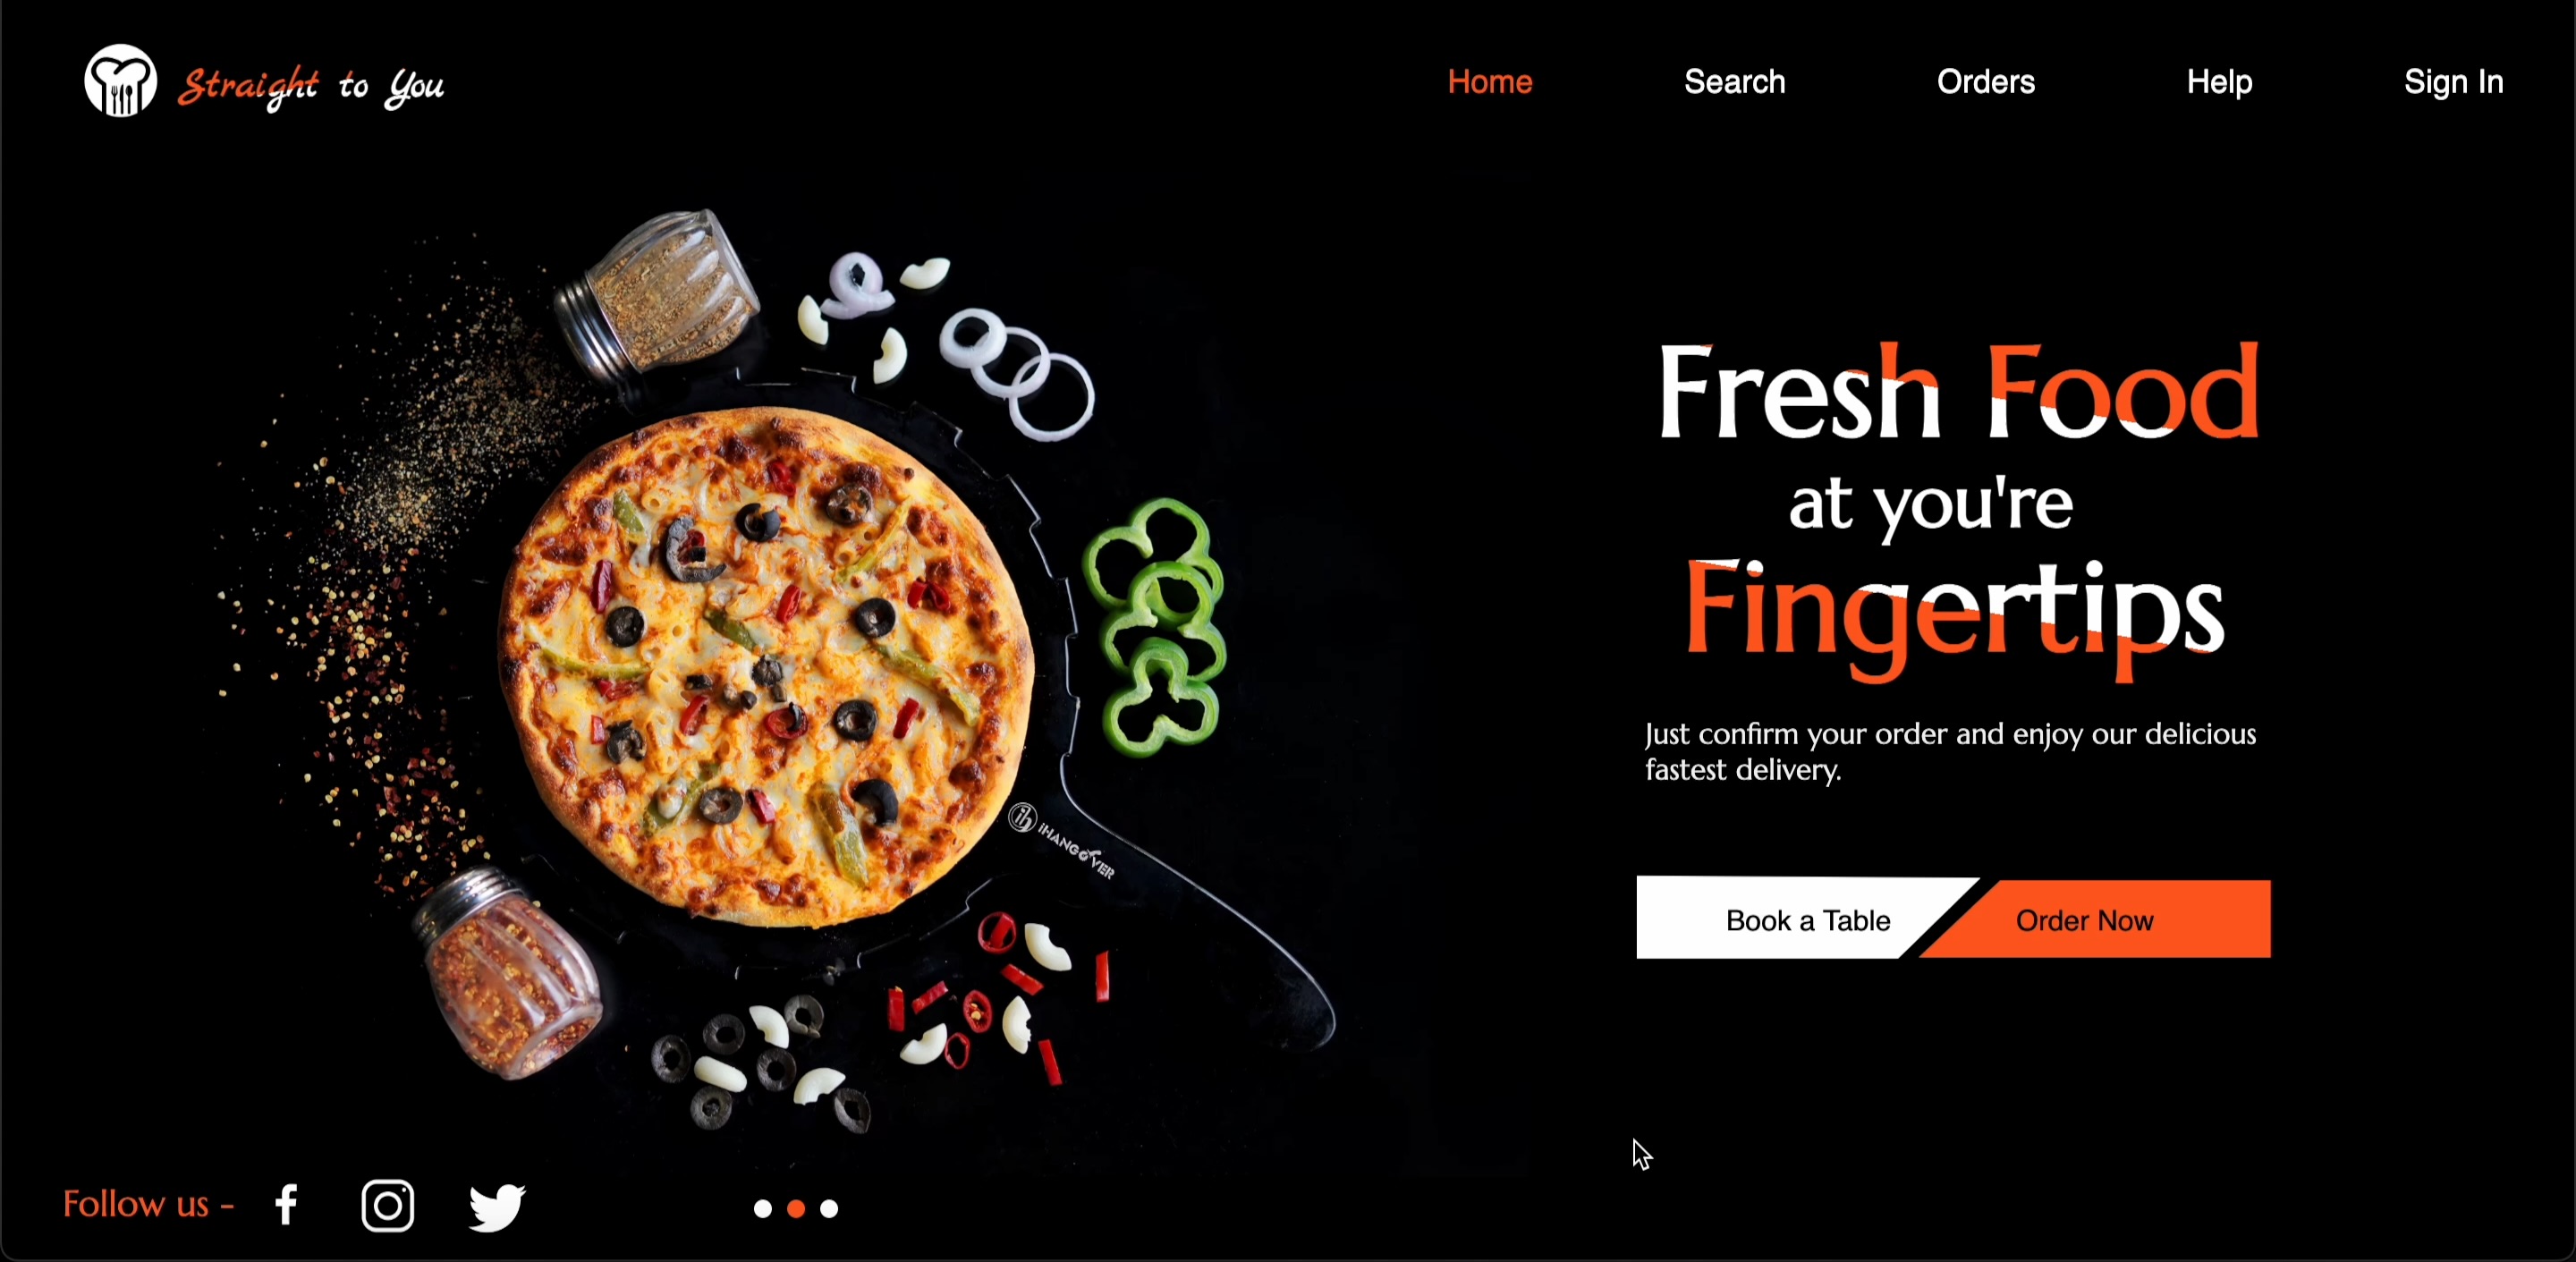 Straight to You
Home
Search
Orders
Help
Sign In
Fresh Food
at you're
Fingertips
Just confirm your order and enjoy our delicious
fastest delivery.
iHANGOVER
Book a Table
Order Now
Follow us -